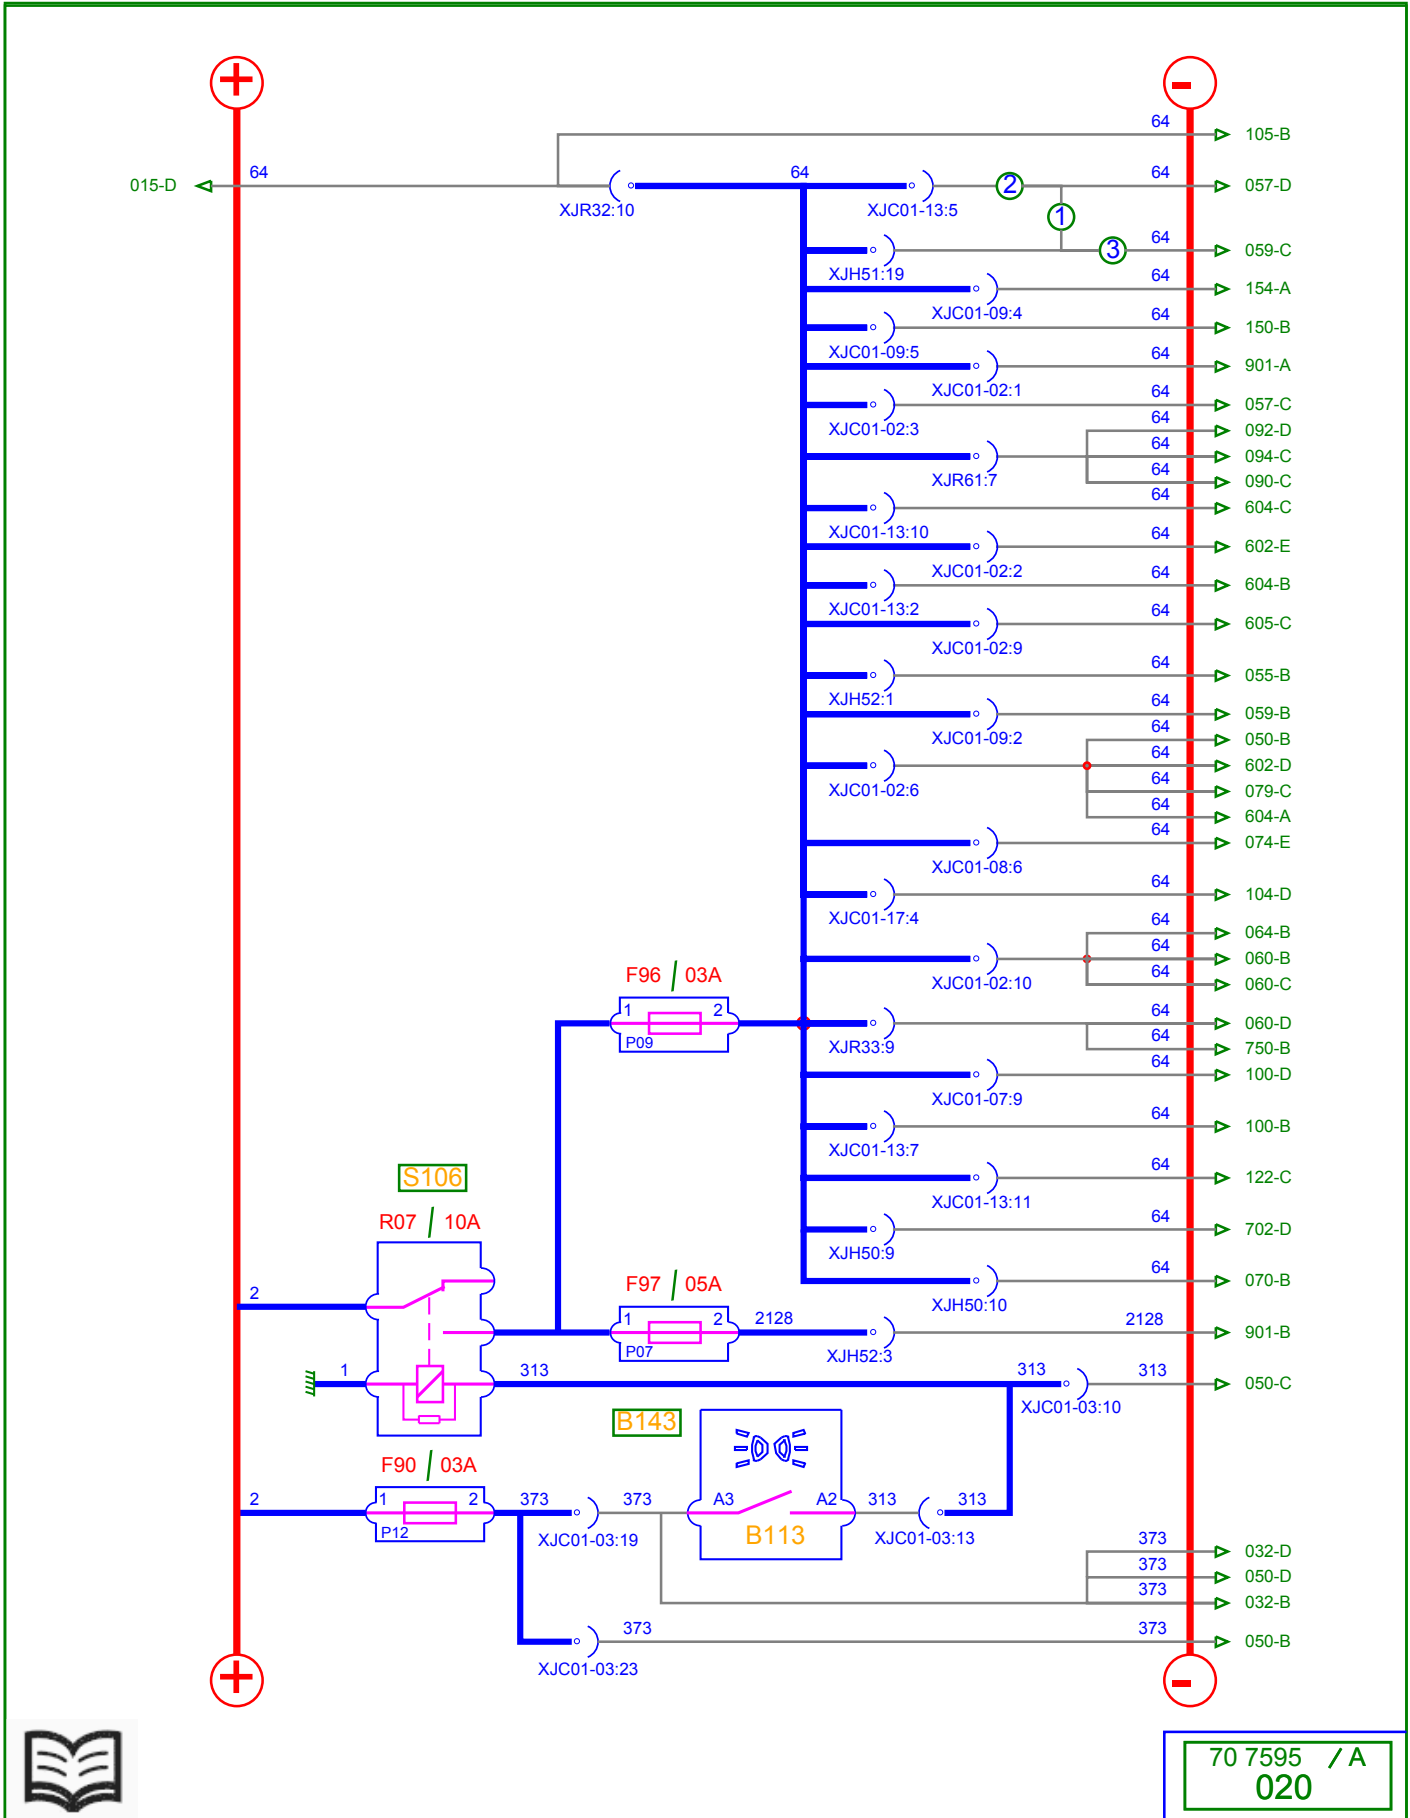 + -
64 105-B
015-D 64 64 2 64 057-D
XJR32:10 XJC01-13:5 1
3 64 059-C
XJH51:19
64 154-A
XJC01-09:4
64 150-B
XJC01-09:5
64 901-A
XJC01-02:1
64 057-C
XJC01-02:3
64 092-D
64 094-C
XJR61:7
64 090-C
64 604-C
XJC01-13:10
64 602-E
XJC01-02:2
64 604-B
XJC01-13:2
64 605-C
XJC01-02:9
64 055-B
XJH52:1
64 059-B
XJC01-09:2
64 050-B
64 602-D
XJC01-02:6
64 079-C
64 604-A
64 074-E
XJC01-08:6
64 104-D
XJC01-17:4
64 064-B
64 060-B
XJC01-02:10
64 060-C
F96 / 03A
1 2
P09
64 060-D
XJR33:9
64 750-B
64 100-D
XJC01-07:9
64 100-B
XJC01-13:7
S106
64 122-C
XJC01-13:11
R07 / 10A
64 702-D
XJH50:9
2
F97 / 05A
64 070-B
XJH50:10
1 2 2128 2128 901-B
P07
XJH52:3
1 313 313 313 050-C
XJC01-03:10
B143
F90 / 03A
2 1 2 373 373 A3 A2 313 313
P12
XJC01-03:19 B113 XJC01-03:13
373 032-D
373 050-D
373 032-B
373 373 050-B
XJC01-03:23
+ -
70 7595 / A
020